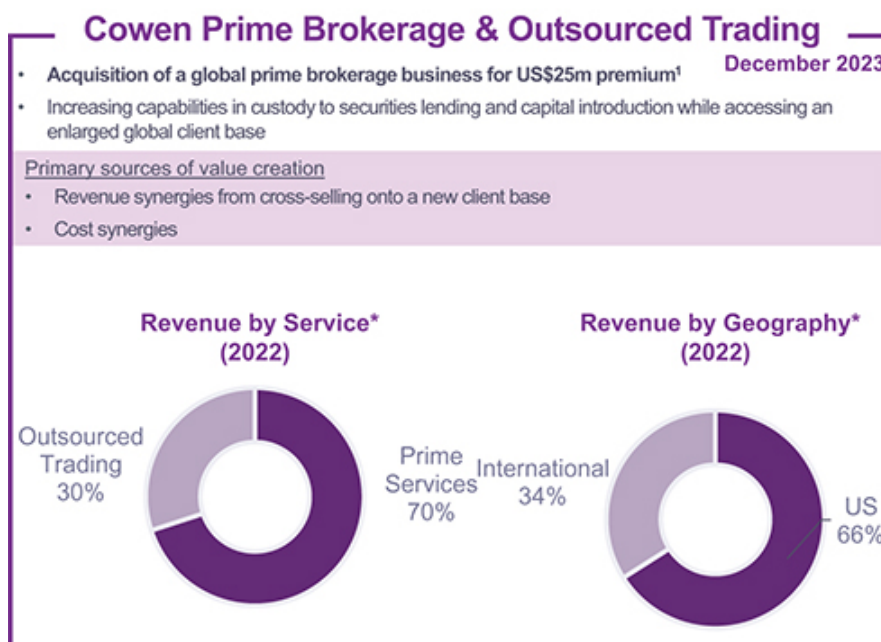 Cowen Prime Brokerage & Outsourced Trading
December 2023
• Acquisition of a global prime brokerage business for US$25m premium¹
• Increasing capabilities in custody to securities lending and capital introduction while accessing an
enlarged global client base
Primary sources of value creation
• Revenue synergies from cross-selling onto a new client base
• Cost synergies
Revenue by Service*
(2022)
Outsourced
Trading
30%
Prime
Services
70%
Revenue by Geography*
(2022)
International
34%
US
66%